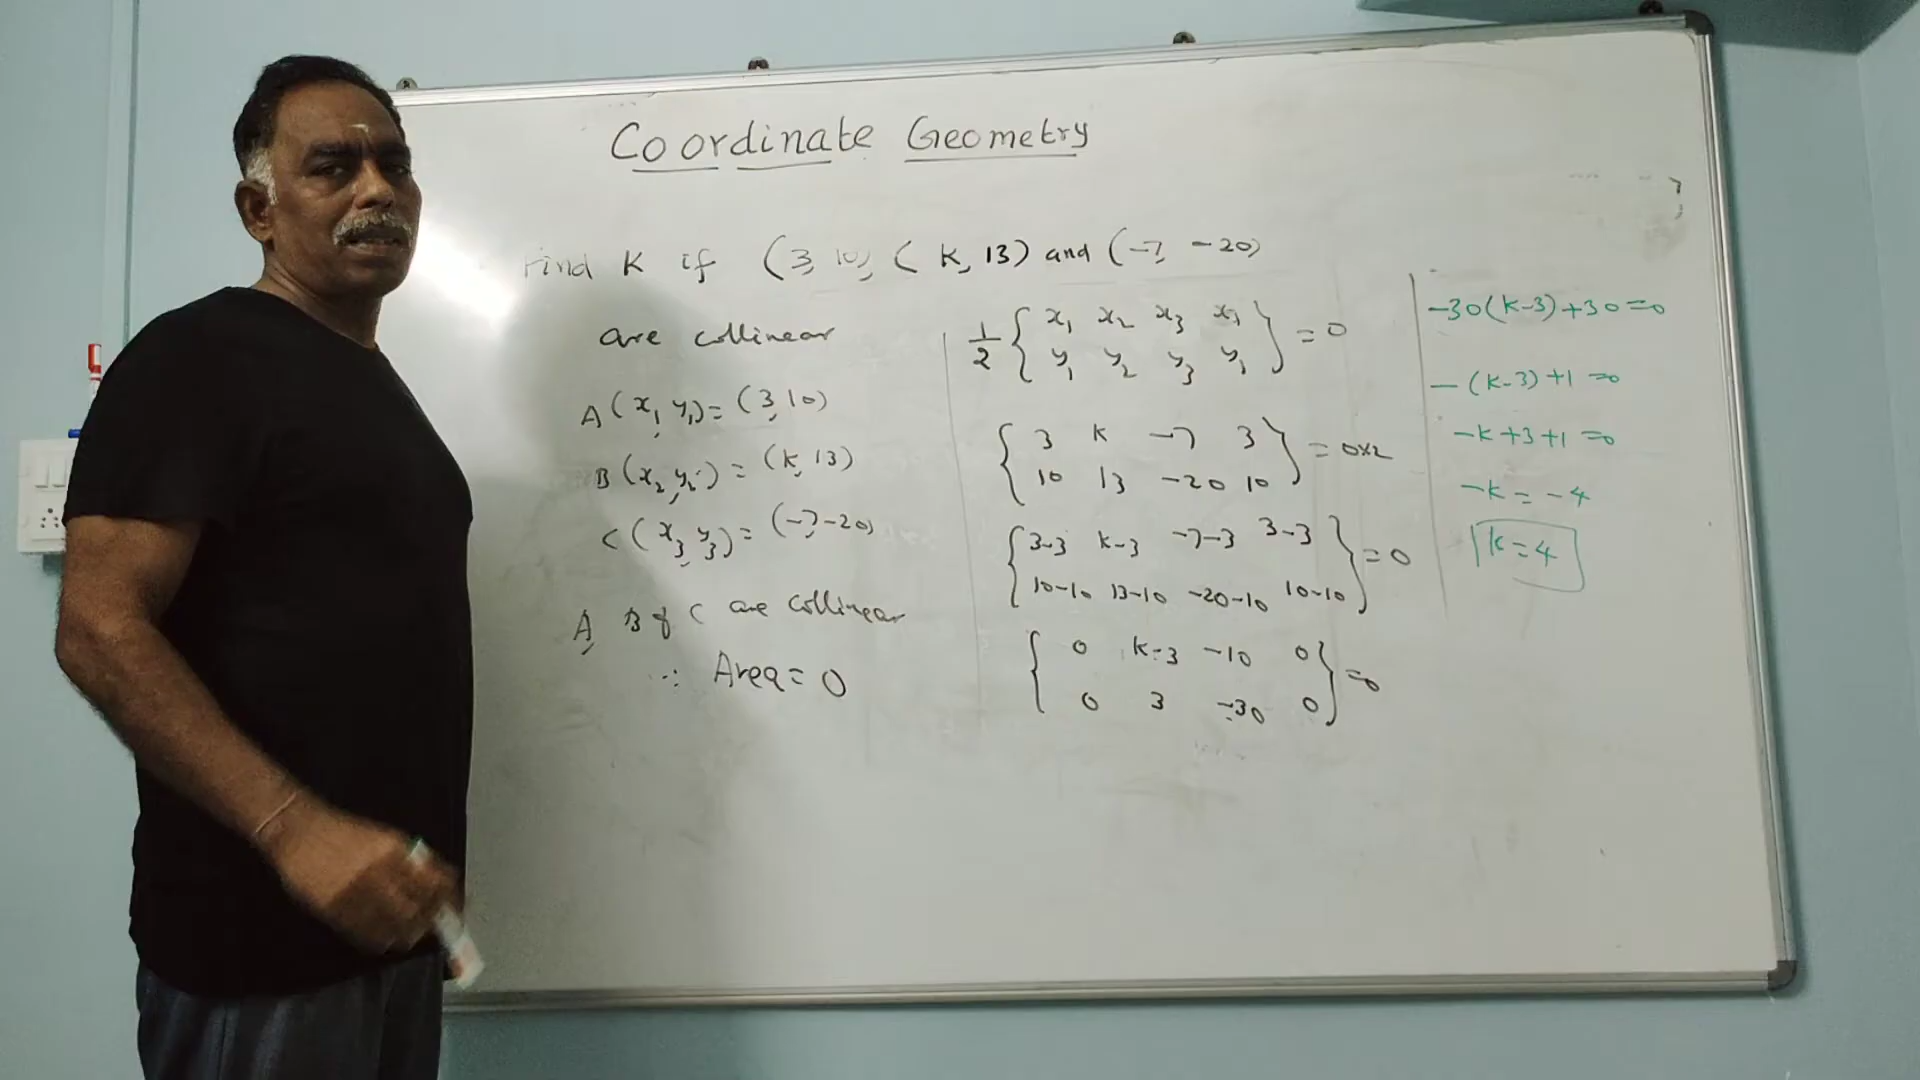 Coordinate Geometry
Find K if (3, 10), (K, 13) and (-7, -20)
are collinear
A(x₁, y₁) = (3, 10)
B(x₂, y₂) = (k, 13)
C(x₃, y₃) = (-7, -20)
A, B & C are collinear
∴ Area = 0
1/2 { x₁ x₂ x₃ x₁
y₁ y₂ y₃ y₁ } = 0
{ 3 K -7 3
10 13 -20 10 } = 0x2
{ 3-3 k-3 -7-3 3-3
10-10 13-10 -20-10 10-10 } = 0
{ 0 k-3 -10 0
0 3 -30 0 } = 0
-30(k-3)+30=0
-(k-3)+1=0
-k+3+1=0
-k = -4
k=4